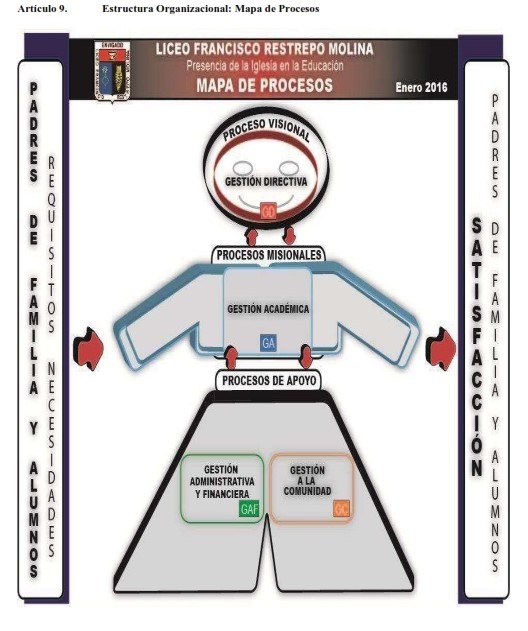 Artículo 9. Estructura Organizacional: Mapa de Procesos
ENVIGADO
LICEO FRANCISCO RESTREPO MOLINA
Presencia de la Iglesia en la Educación
MAPA DE PROCESOS
Enero 2016
PADRES DE FAMILIA Y ALUMNOS
REQUISITOS NECESIDADES
PROCESO VISIONAL
GESTIÓN DIRECTIVA
GD
PROCESOS MISIONALES
GESTIÓN ACADÉMICA
GA
PROCESOS DE APOYO
GESTIÓN
ADMINISTRATIVA
Y FINANCIERA
GAF
GESTIÓN
A LA
COMUNIDAD
GC
SATISFACCIÓN
PADRES DE FAMILIA Y ALUMNOS